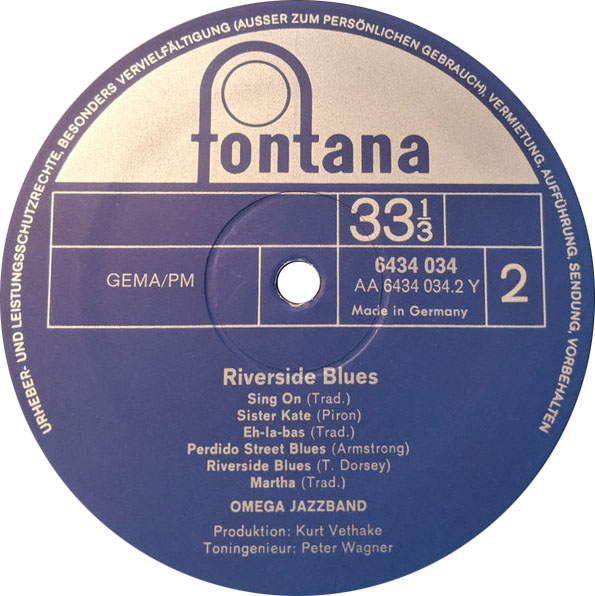 URHEBER- UND LEISTUNGSSCHUTZRECHTE, BESONDERS VERVIELFÄLTIGUNG (AUSSER ZUM PERSÖNLICHEN GEBRAUCH), VERMIETUNG, AUFFÜHRUNG, SENDUNG, VORBEHALTEN
fontana
33 1/3
GEMA/PM
6434 034
AA 6434 034.2 Y
Made in Germany
2
Riverside Blues
Sing On (Trad.)
Sister Kate (Piron)
Eh-la-bas (Trad.)
Perdido Street Blues (Armstrong)
Riverside Blues (T. Dorsey)
Martha (Trad.)
OMEGA JAZZBAND
Produktion: Kurt Vethake
Toningenieur: Peter Wagner